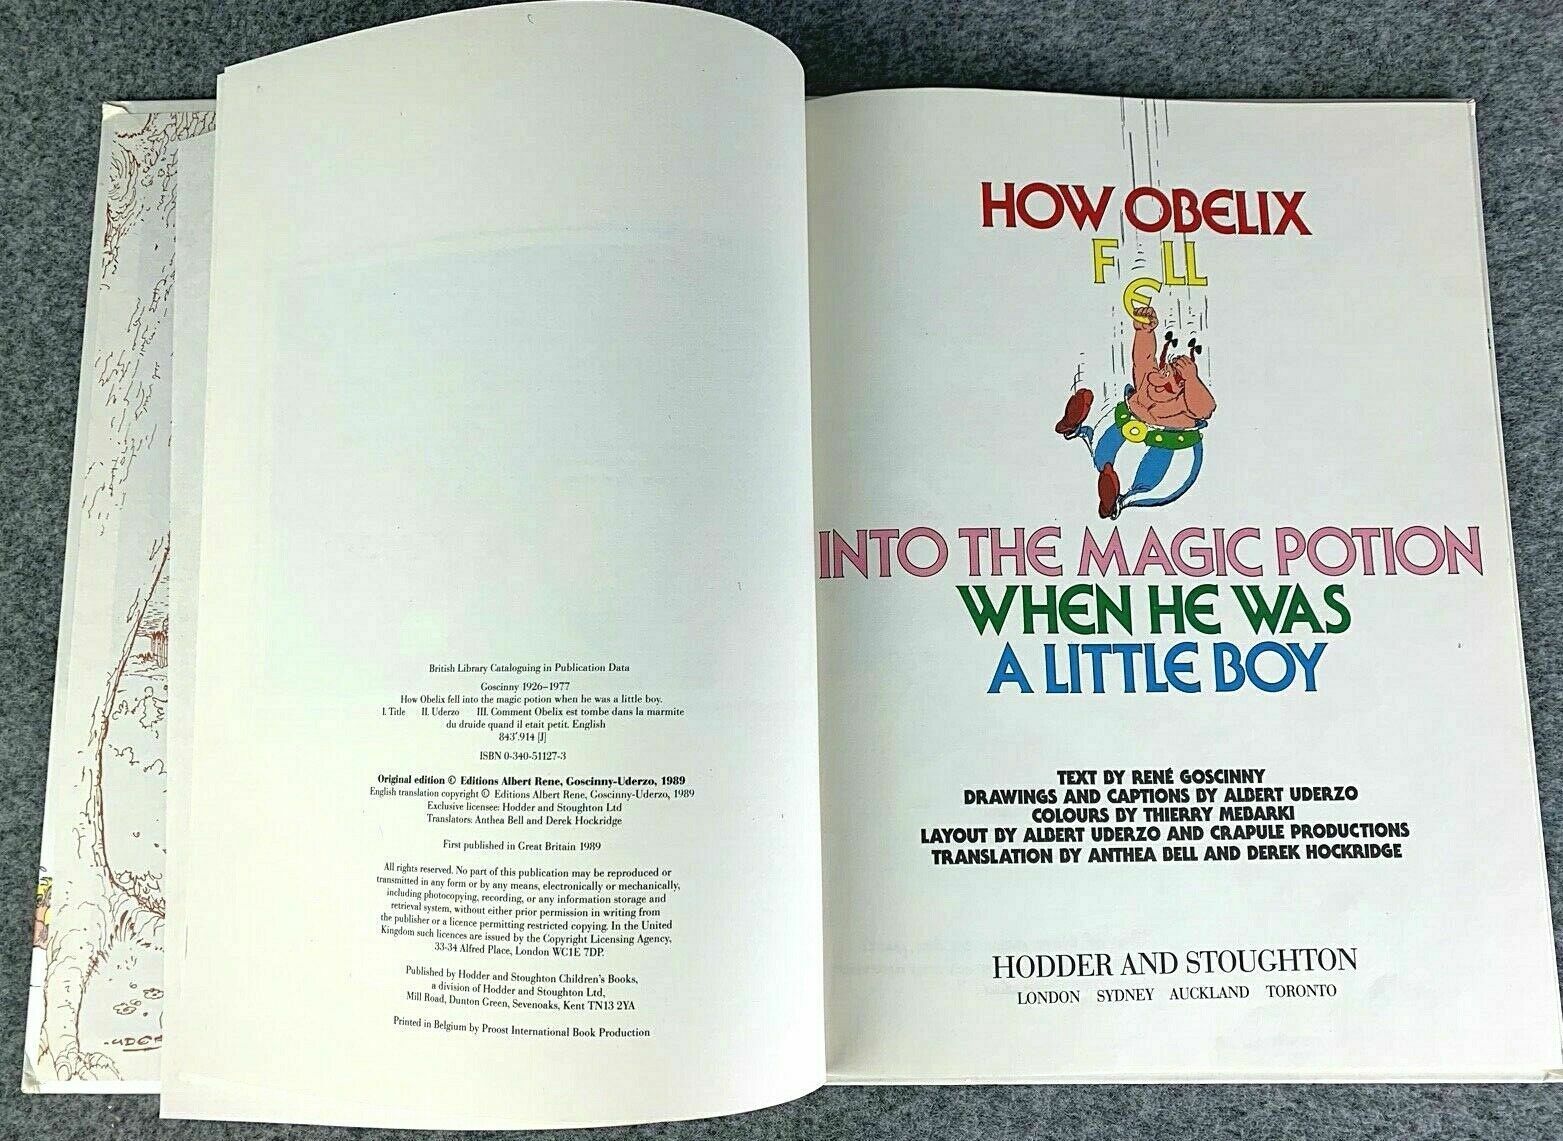 British Library Cataloguing in Publication Data
Goscinny 1926–1977
How Obelix fell into the magic potion when he was a little boy.
I. Title II. Uderzo III. Comment Obelix est tombe dans la marmite
du druide quand il etait petit. English
843'.914 [J]
ISBN 0-340-51127-3
Original edition © Editions Albert Rene, Goscinny-Uderzo, 1989
English translation copyright © Editions Albert Rene, Goscinny-Uderzo, 1989
Exclusive licensee: Hodder and Stoughton Ltd
Translators: Anthea Bell and Derek Hockridge
First published in Great Britain 1989
All rights reserved. No part of this publication may be reproduced or
transmitted in any form or by any means, electronically or mechanically,
including photocopying, recording, or any information storage and
retrieval system, without either prior permission in writing from
the publisher or a licence permitting restricted copying. In the United
Kingdom such licences are issued by the Copyright Licensing Agency,
33-34 Alfred Place, London WC1E 7DP.
Published by Hodder and Stoughton Children's Books,
a division of Hodder and Stoughton Ltd,
Mill Road, Dunton Green, Sevenoaks, Kent TN13 2YA
Printed in Belgium by Proost International Book Production
HOW OBELIX
FELL
INTO THE MAGIC POTION
WHEN HE WAS
A LITTLE BOY
TEXT BY RENÉ GOSCINNY
DRAWINGS AND CAPTIONS BY ALBERT UDERZO
COLOURS BY THIERRY MEBARKI
LAYOUT BY ALBERT UDERZO AND CRAPULE PRODUCTIONS
TRANSLATION BY ANTHEA BELL AND DEREK HOCKRIDGE
HODDER AND STOUGHTON
LONDON SYDNEY AUCKLAND TORONTO